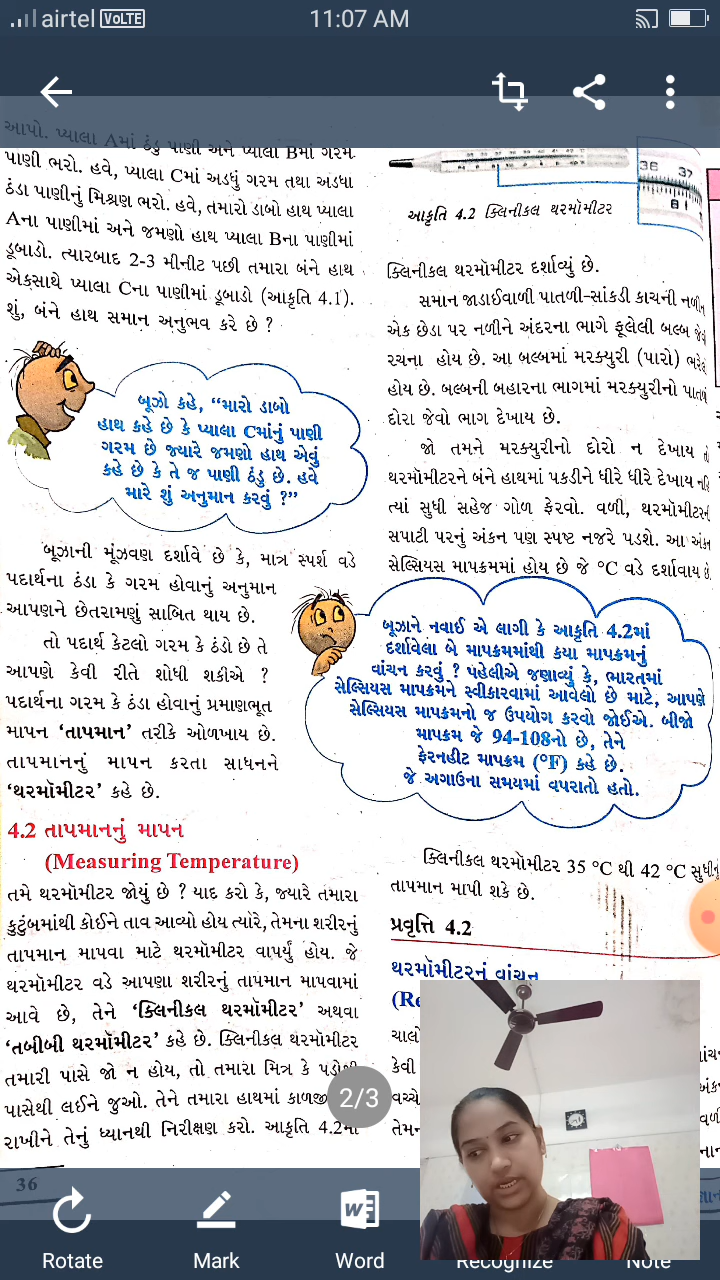 airtel VoLTE
11:07 AM
આપો. પ્યાલા Aમાં ઠંડુ પાણી અને પ્યાલા Bમાં ગરમ
પાણી ભરો. હવે, પ્યાલા Cમાં અડધું ગરમ તથા અડધા
ઠંડા પાણીનું મિશ્રણ ભરો. હવે, તમારો ડાબો હાથ પ્યાલા
Aના પાણીમાં અને જમણો હાથ પ્યાલા Bના પાણીમાં
ડૂબાડો. ત્યારબાદ 2-3 મીનીટ પછી તમારા બંને હાથ
એકસાથે પ્યાલા Cના પાણીમાં ડૂબાડો (આકૃતિ 4.1).
શું, બંને હાથ સમાન અનુભવ કરે છે ?
બૂઝો કહે, “મારો ડાબો
હાથ કહે છે કે પ્યાલા Cમાંનું પાણી
ગરમ છે જ્યારે જમણો હાથ એવું
કહે છે કે તે જ પાણી ઠંડુ છે. હવે
મારે શું અનુમાન કરવું ?”
બૂઝાની મૂંઝવણ દર્શાવે છે કે, માત્ર સ્પર્શ વડે
પદાર્થના ઠંડા કે ગરમ હોવાનું અનુમાન
આપણને છેતરામણું સાબિત થાય છે.
તો પદાર્થ કેટલો ગરમ કે ઠંડો છે તે
આપણે કેવી રીતે શોધી શકીએ ?
પદાર્થના ગરમ કે ઠંડા હોવાનું પ્રમાણભૂત
માપન ‘તાપમાન’ તરીકે ઓળખાય છે.
તાપમાનનું માપન કરતા સાધનને
‘થરમૉમીટર’ કહે છે.
4.2 તાપમાનનું માપન
(Measuring Temperature)
તમે થરમૉમીટર જોયું છે ? યાદ કરો કે, જ્યારે તમારા
કુટુંબમાંથી કોઈને તાવ આવ્યો હોય ત્યારે, તેમના શરીરનું
તાપમાન માપવા માટે થરમૉમીટર વાપર્યું હોય. જે
થરમૉમીટર વડે આપણા શરીરનું તાપમાન માપવામાં
આવે છે, તેને ‘ક્લિનીકલ થરમૉમીટર’ અથવા
‘તબીબી થરમૉમીટર’ કહે છે. ક્લિનીકલ થરમૉમીટર
તમારી પાસે જો ન હોય, તો તમારા મિત્ર કે
પાસેથી લઈને જુઓ. તેને તમારા હાથમાં
રાખીને તેનું ધ્યાનથી નિરીક્ષણ કરો. આકૃતિ 4.2માં
36
36 37
આકૃતિ 4.2 ક્લિનીકલ થરમૉમીટર
ક્લિનીકલ થરમૉમીટર દર્શાવ્યું છે.
સમાન જાડાઈવાળી પાતળી-સાંકડી કાચની
એક છેડા પર નળીને અંદરના ભાગે ફૂલેલી બલ્બ
રચના હોય છે. આ બલ્બમાં મરક્યુરી (પારો)
હોય છે. બલ્બની બહારના ભાગમાં મરક્યુરીનો
દોરા જેવો ભાગ દેખાય છે.
જો તમને મરક્યુરીનો દોરો ન દેખાય
થરમૉમીટરને બંને હાથમાં પકડીને ધીરે ધીરે દેખાય
ત્યાં સુધી સહેજ ગોળ ફેરવો. વળી,
સપાટી પરનું અંકન પણ સ્પષ્ટ નજરે પડશે. આ
સેલ્સિયસ માપક્રમમાં હોય છે જે °C વડે દર્શાવાય છે.
બૂઝાને નવાઈ એ લાગી કે આકૃતિ 4.2માં
દર્શાવેલા બે માપક્રમમાંથી કયા માપક્રમનું
વાંચન કરવું ? પહેલીએ જણાવ્યું કે, ભારતમાં
સેલ્સિયસ માપક્રમને સ્વીકારવામાં આવેલો છે માટે, આપણે
સેલ્સિયસ માપક્રમનો જ ઉપયોગ કરવો જોઈએ. બીજો
માપક્રમ જે 94-108નો છે, તેને
ફેરનહીટ માપક્રમ (°F) કહે છે.
જે અગાઉના સમયમાં વપરાતો હતો.
ક્લિનીકલ થરમૉમીટર 35 °C થી 42 °C
તાપમાન માપી શકે છે.
પ્રવૃત્તિ 4.2
થરમૉમીટરનું વાંચન
2/3
Rotate
Mark
Word
Recognize
Note